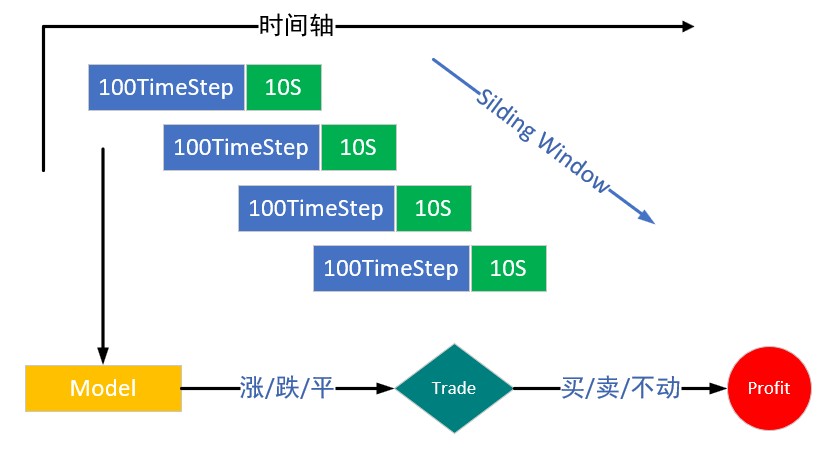 时间轴
100TimeStep 10S
100TimeStep 10S
100TimeStep 10S
100TimeStep 10S
Silding Window
Model
涨/跌/平
Trade
买/卖/不动
Profit